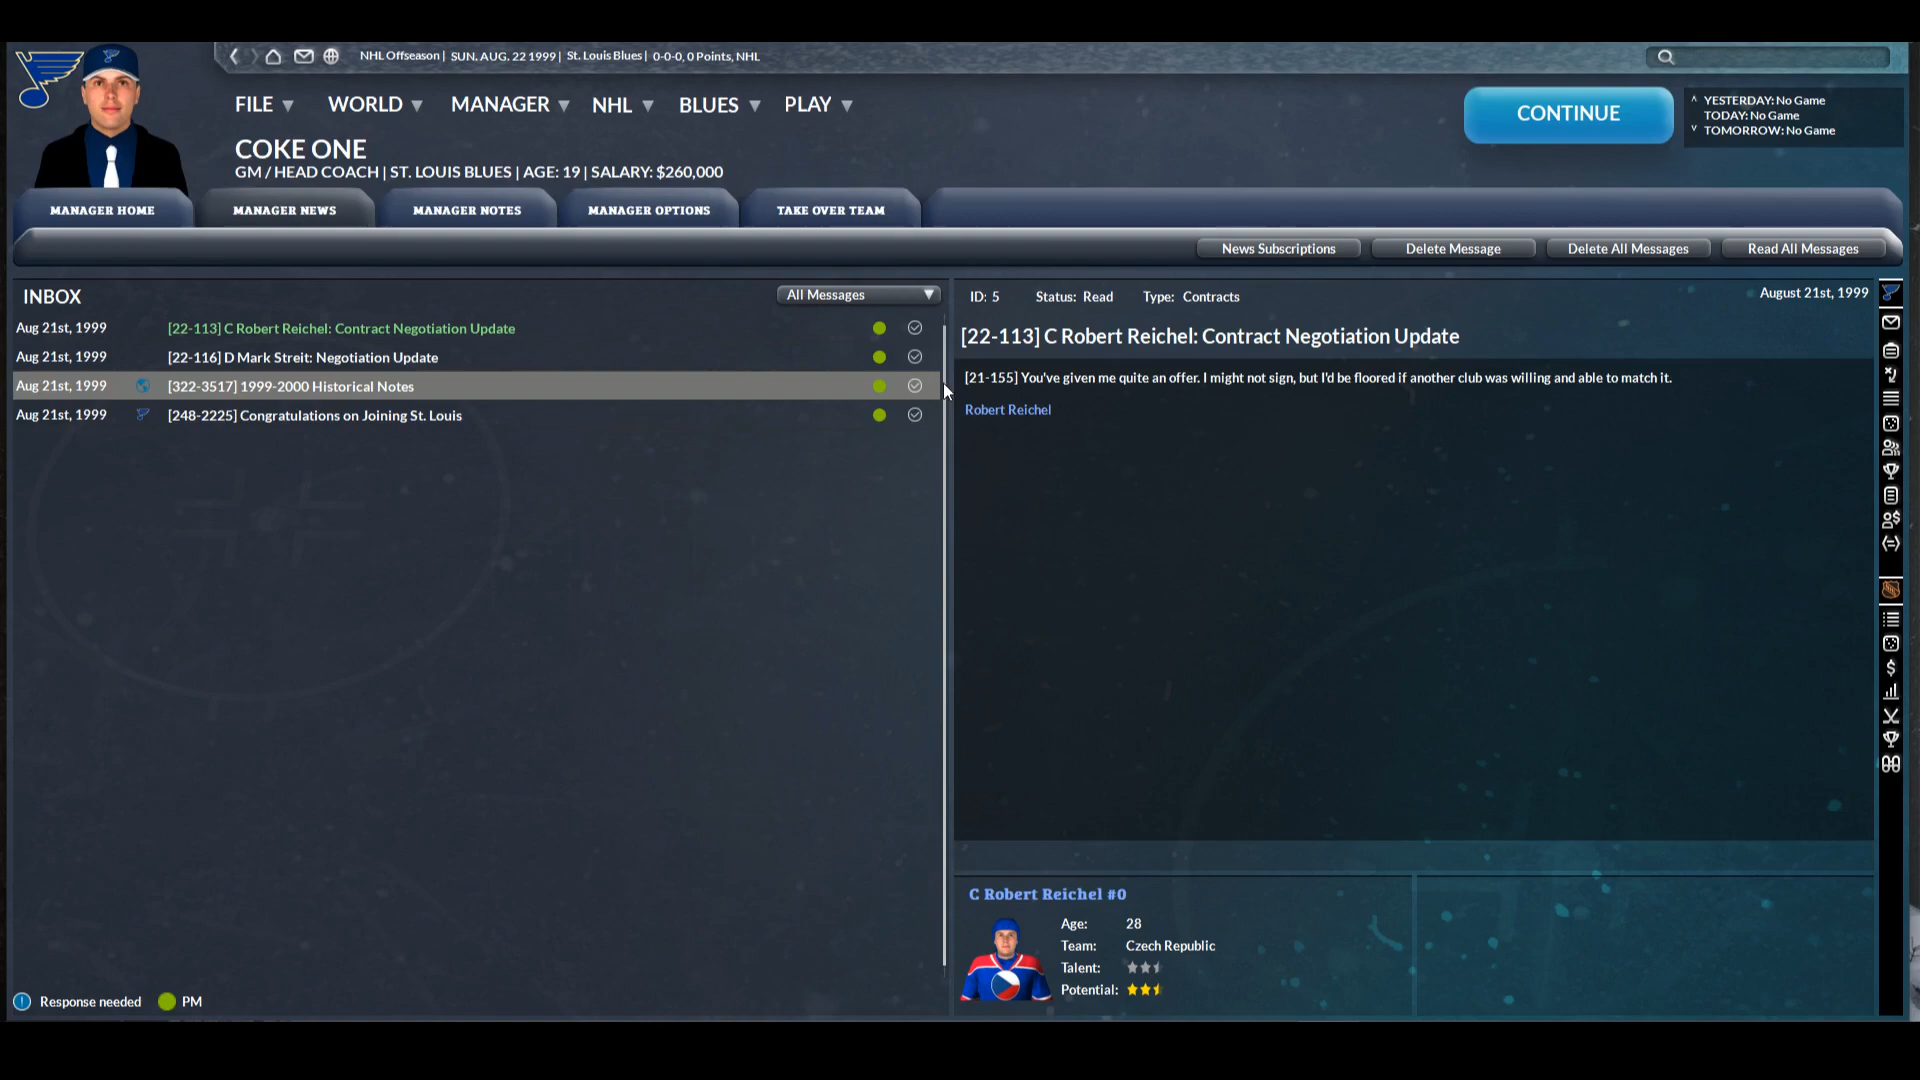 NHL Offseason | SUN. AUG. 22 1999 | St. Louis Blues | 0-0-0, 0 Points, NHL
FILE WORLD MANAGER NHL BLUES PLAY
CONTINUE
YESTERDAY: No Game
TODAY: No Game
TOMORROW: No Game
COKE ONE
GM / HEAD COACH | ST. LOUIS BLUES | AGE: 19 | SALARY: $260,000
MANAGER HOME MANAGER NEWS MANAGER NOTES MANAGER OPTIONS TAKE OVER TEAM
News Subscriptions Delete Message Delete All Messages Read All Messages
INBOX All Messages
Aug 21st, 1999 [22-113] C Robert Reichel: Contract Negotiation Update
Aug 21st, 1999 [22-116] D Mark Streit: Negotiation Update
Aug 21st, 1999 [322-3517] 1999-2000 Historical Notes
Aug 21st, 1999 [248-2225] Congratulations on Joining St. Louis
Response needed PM
ID: 5 Status: Read Type: Contracts August 21st, 1999
[22-113] C Robert Reichel: Contract Negotiation Update
[21-155] You've given me quite an offer. I might not sign, but I'd be floored if another club was willing and able to match it.
Robert Reichel
C Robert Reichel #0
Age: 28
Team: Czech Republic
Talent:
Potential: